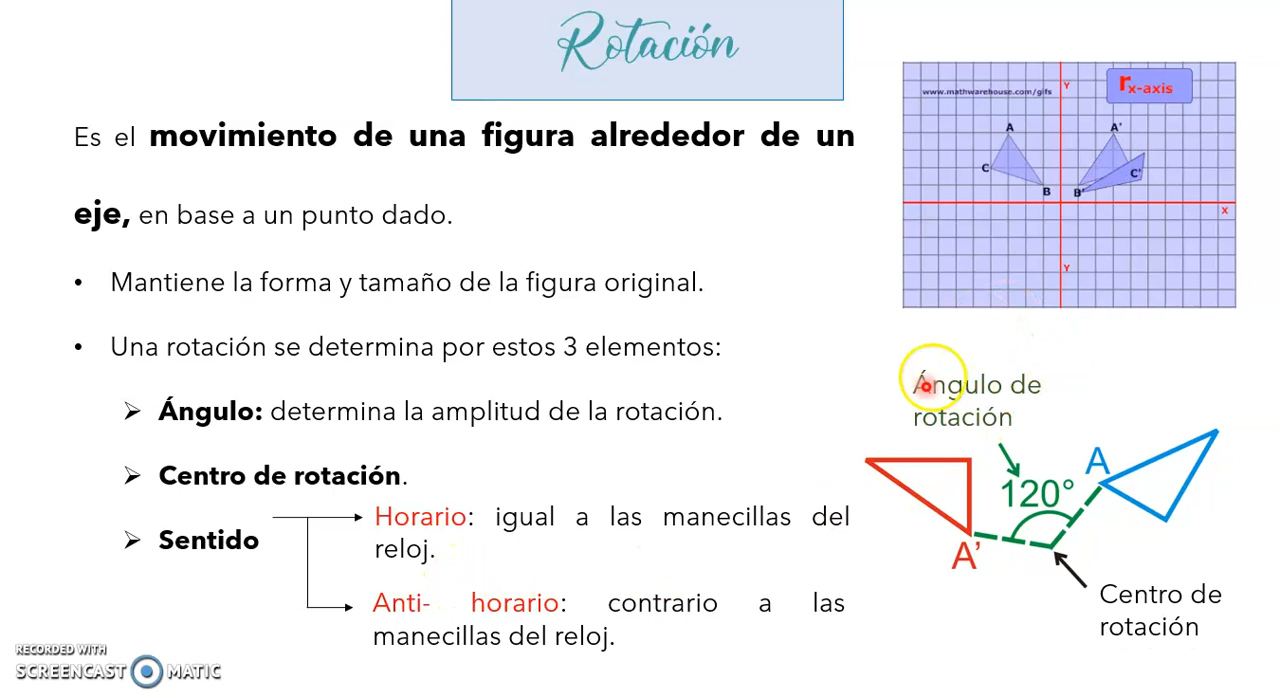 Rotación
Es el movimiento de una figura alrededor de un
eje, en base a un punto dado.
• Mantiene la forma y tamaño de la figura original.
• Una rotación se determina por estos 3 elementos:
➤ Ángulo: determina la amplitud de la rotación.
➤ Centro de rotación.
➤ Sentido
Horario: igual a las manecillas del
reloj.
Anti- horario: contrario a las
manecillas del reloj.
www.mathwarehouse.com/gifs
Y
r x-axis
A
A'
C
C'
B
B'
X
Y
Ángulo de
rotación
120°
A
A'
Centro de
rotación
RECORDED WITH
SCREENCAST MATIC